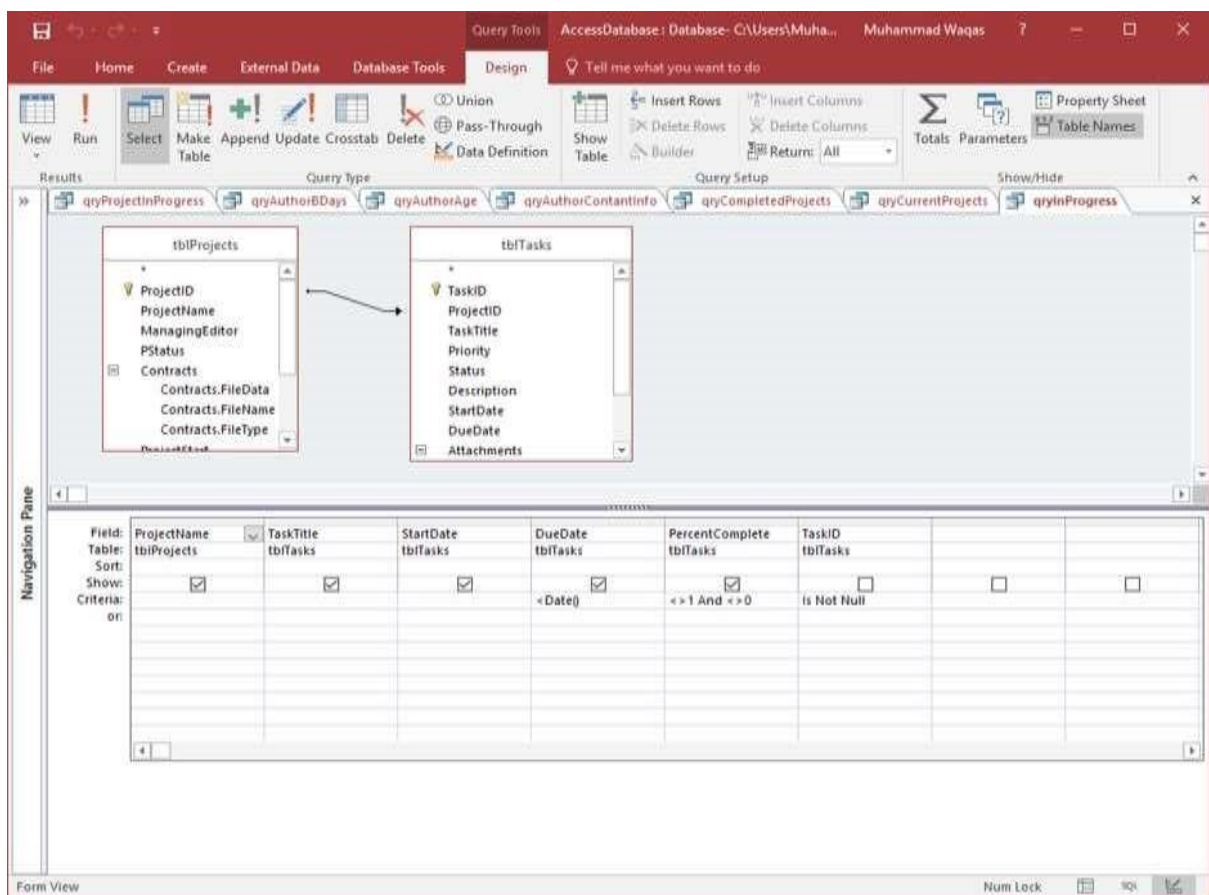 Query Tools AccessDatabase : Database- C:\Users\Muha... Muhammad Waqas ?
File Home Create External Data Database Tools Design Tell me what you want to do
View Run Select Make Table Append Update Crosstab Delete Union Pass-Through Data Definition Show Table Insert Rows Delete Rows Builder Insert Columns Delete Columns Return: All Totals Parameters Property Sheet Table Names
Results Query Type Query Setup Show/Hide
qryProjectInProgress qryAuthorBDays qryAuthorAge qryAuthorContantInfo qryCompletedProjects qryCurrentProjects qryInProgress
Navigation Pane
tblProjects
*
ProjectID
ProjectName
ManagingEditor
PStatus
Contracts
Contracts.FileData
Contracts.FileName
Contracts.FileType
ProjectStart
tblTasks
*
TaskID
ProjectID
TaskTitle
Priority
Status
Description
StartDate
DueDate
Attachments
Field: ProjectName TaskTitle StartDate DueDate PercentComplete TaskID
Table: tblProjects tblTasks tblTasks tblTasks tblTasks tblTasks
Sort:
Show:
Criteria: <Date() <>1 And <>0 Is Not Null
or:
Form View Num Lock SQL